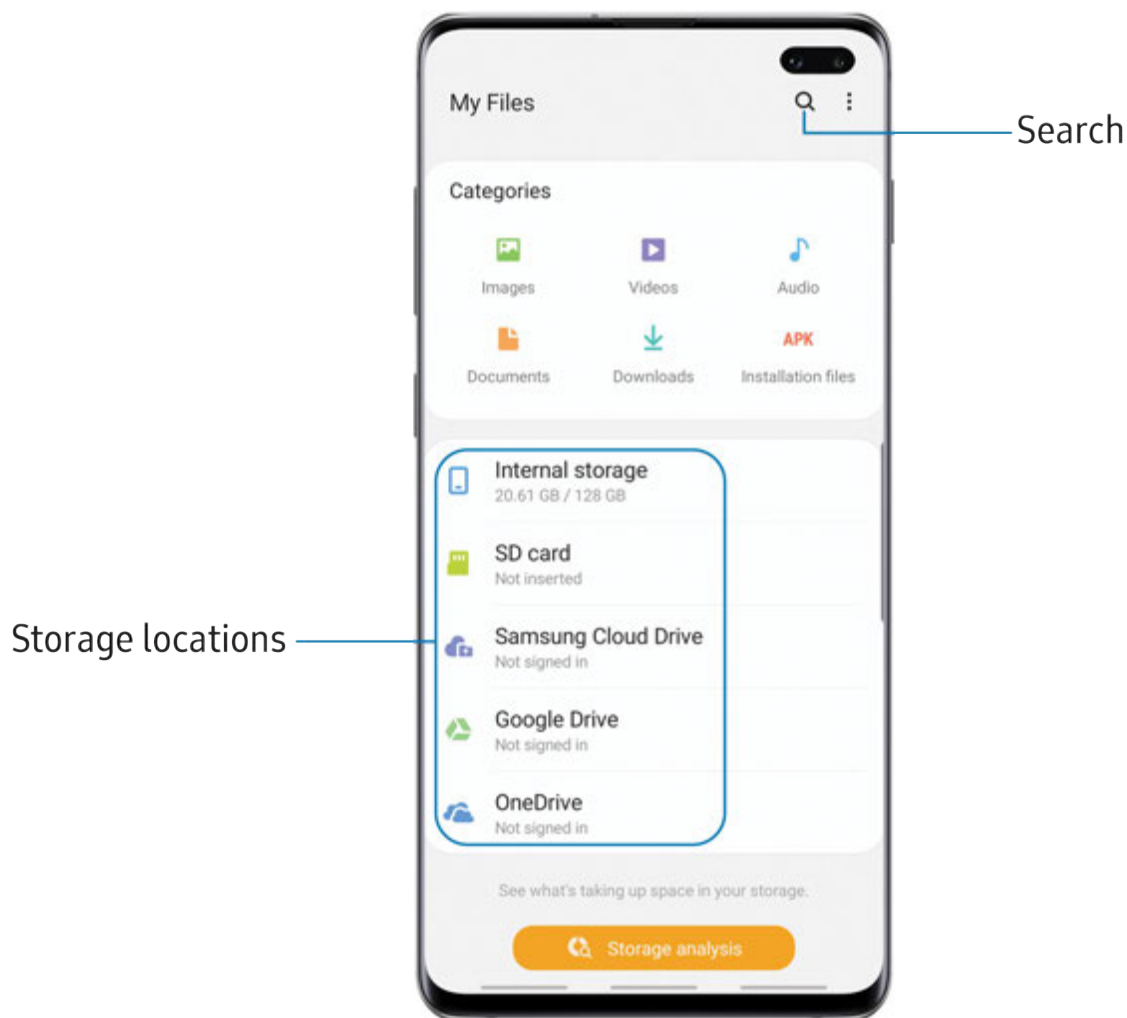 My Files
Search
Categories
Images Videos Audio
APK
Documents Downloads Installation files
Internal storage
20.61 GB / 128 GB
SD card
Not inserted
Storage locations
Samsung Cloud Drive
Not signed in
Google Drive
Not signed in
OneDrive
Not signed in
See what's taking up space in your storage.
Storage analysis